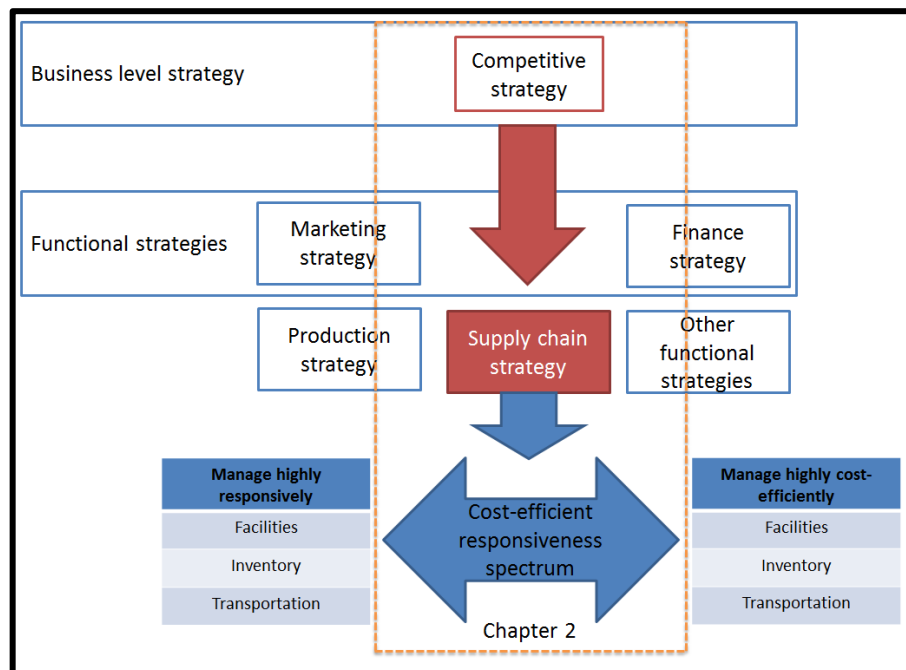 Business level strategy
Competitive
strategy
Functional strategies
Marketing
strategy
Finance
strategy
Production
strategy
Supply chain
strategy
Other
functional
strategies
Manage highly
responsively
Facilities
Inventory
Transportation
Cost-efficient
responsiveness
spectrum
Manage highly cost-
efficiently
Facilities
Inventory
Transportation
Chapter 2